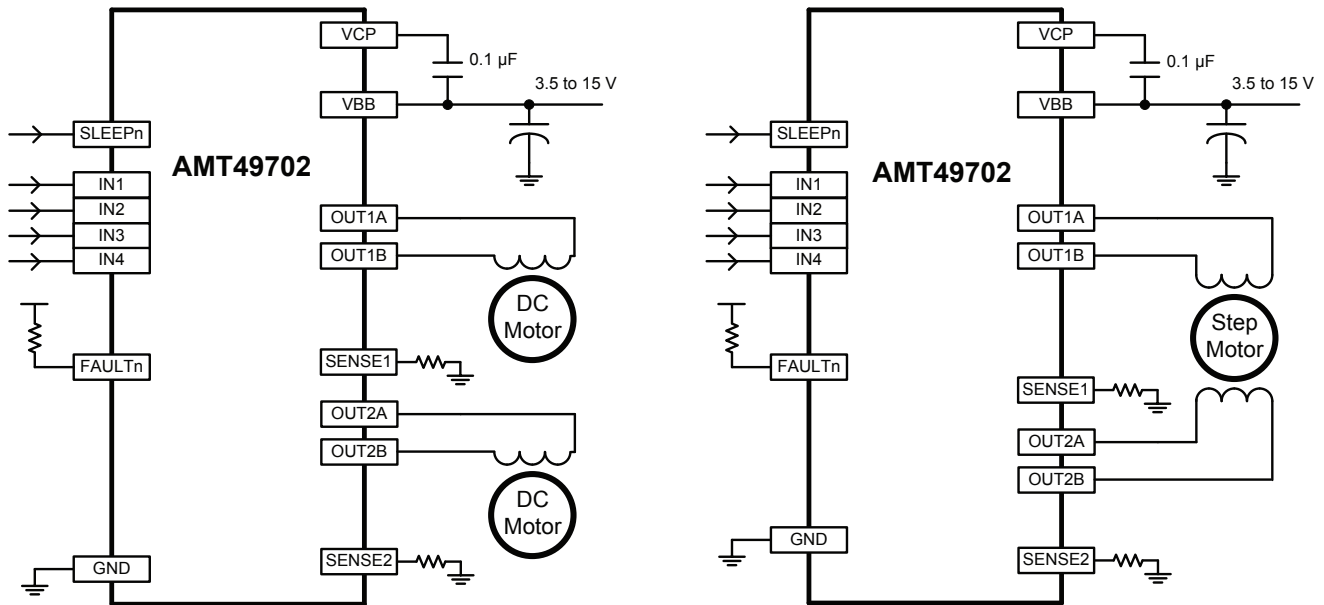 VCP
0.1 µF
3.5 to 15 V
VBB
SLEEPn
AMT49702
IN1
IN2
IN3
IN4
OUT1A
OUT1B
DC
Motor
FAULTn
SENSE1
OUT2A
OUT2B
DC
Motor
GND
SENSE2
VCP
0.1 µF
3.5 to 15 V
VBB
SLEEPn
AMT49702
IN1
IN2
IN3
IN4
OUT1A
OUT1B
Step
Motor
FAULTn
SENSE1
OUT2A
OUT2B
GND
SENSE2